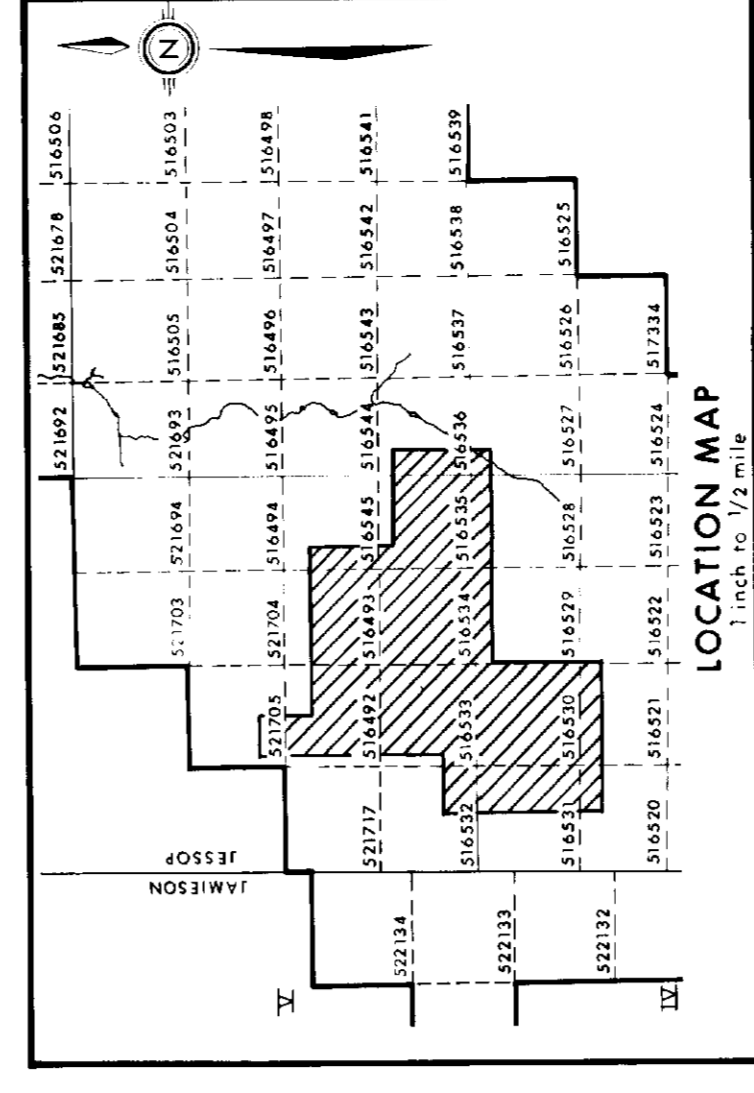 N
521692 521685 521678 516506
521703 521694 521693 516505 516504 516503
JAMIESON
JESSOP
V 521705 521704 516494 516495 516496 516497 516498
521717 516492 516493 516545 516544 516543 516542 516541
522134
516532 516533 516534 516535 516536 516537 516538 516539
522133
516531 516530 516529 516528 516527 516526 516525
522132
IV 516520 516521 516522 516523 516524 517334
LOCATION MAP
1 inch to 1/2 mile